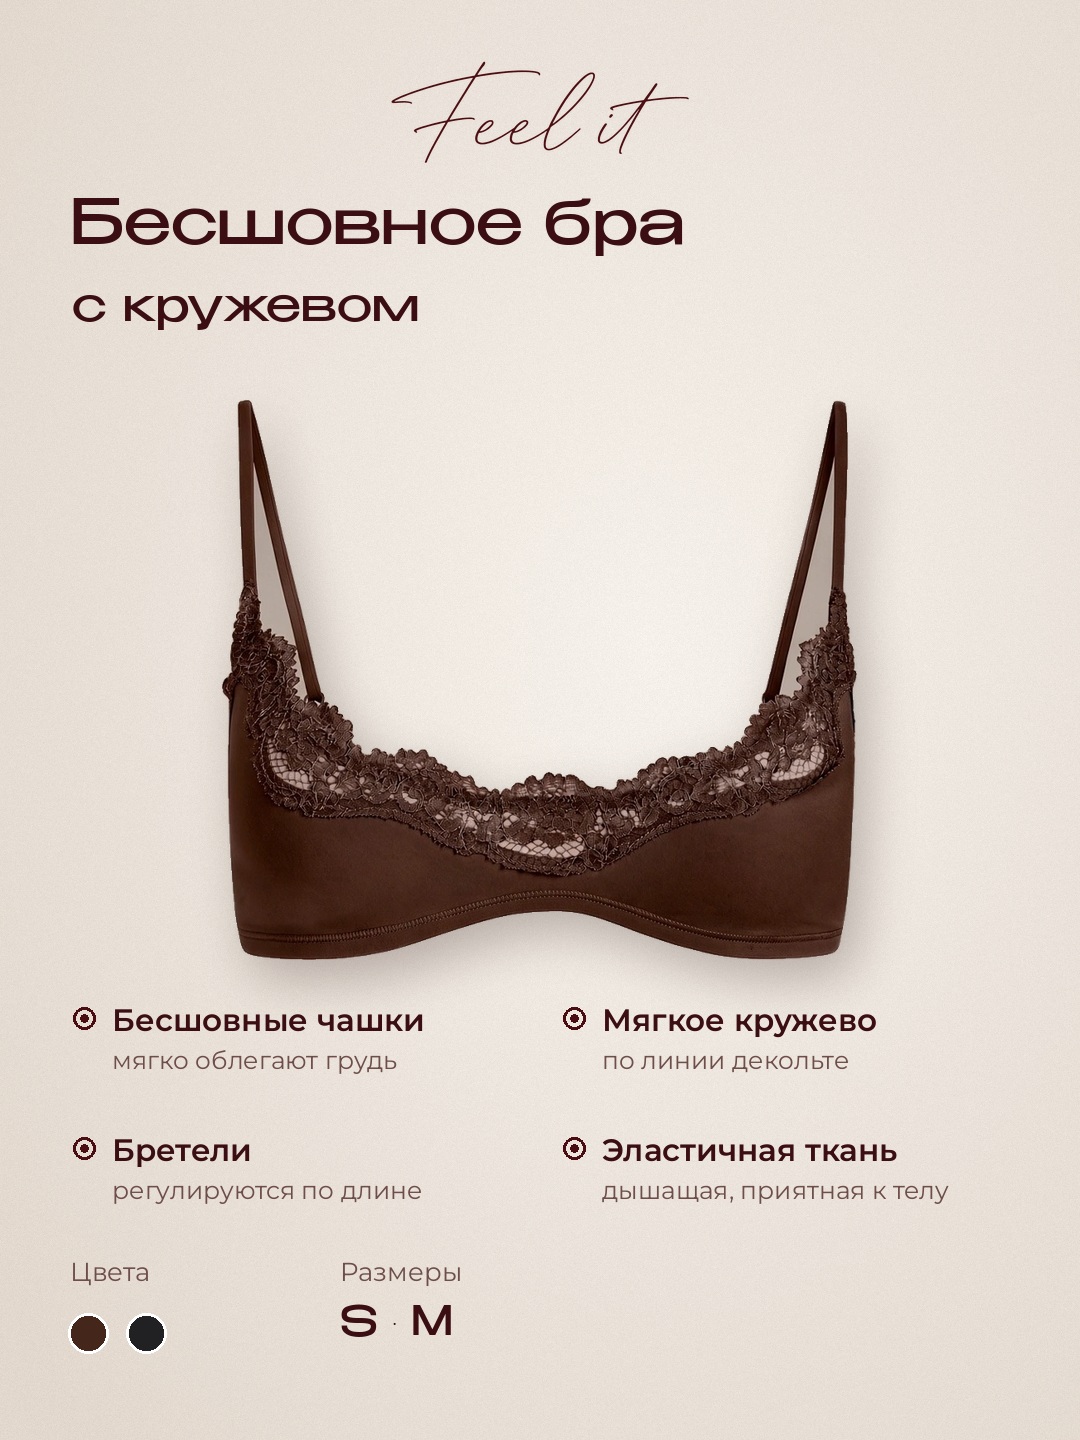 Feel it
Бесшовное бра
с кружевом
Бесшовные чашки
мягко облегают грудь
Мягкое кружево
по линии декольте
Бретели
регулируются по длине
Эластичная ткань
дышащая, приятная к телу
Цвета
Размеры
S · M